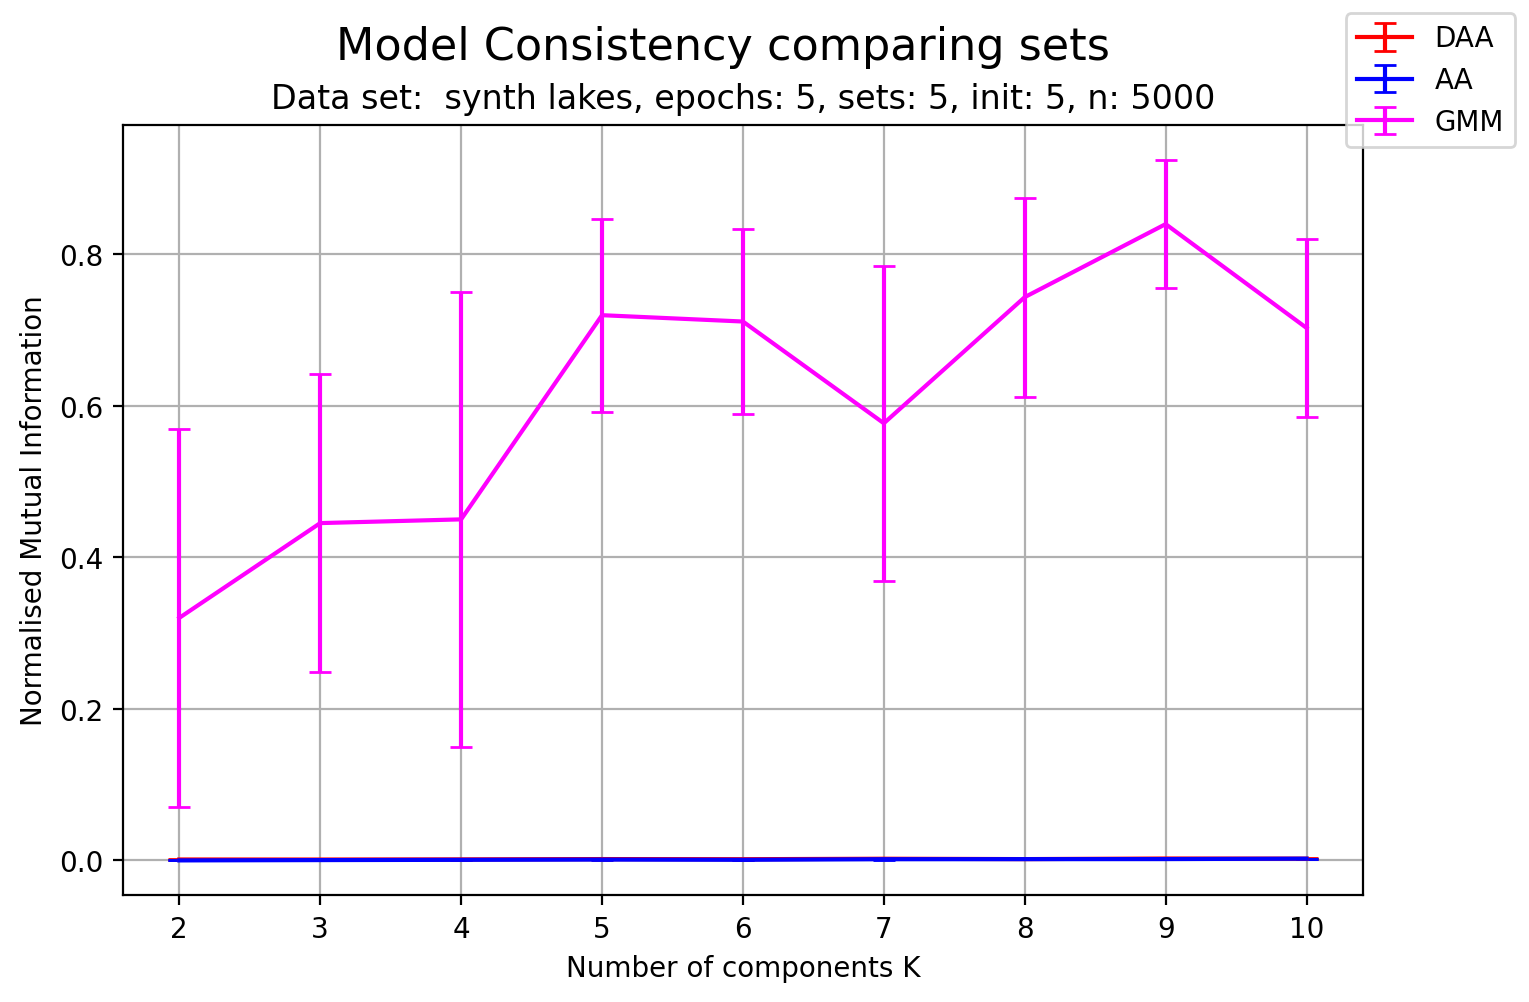 Model Consistency comparing sets
Data set:  synth lakes, epochs: 5, sets: 5, init: 5, n: 5000
DAA
AA
GMM
Normalised Mutual Information
0.8
0.6
0.4
0.2
0.0
2 3 4 5 6 7 8 9 10
Number of components K